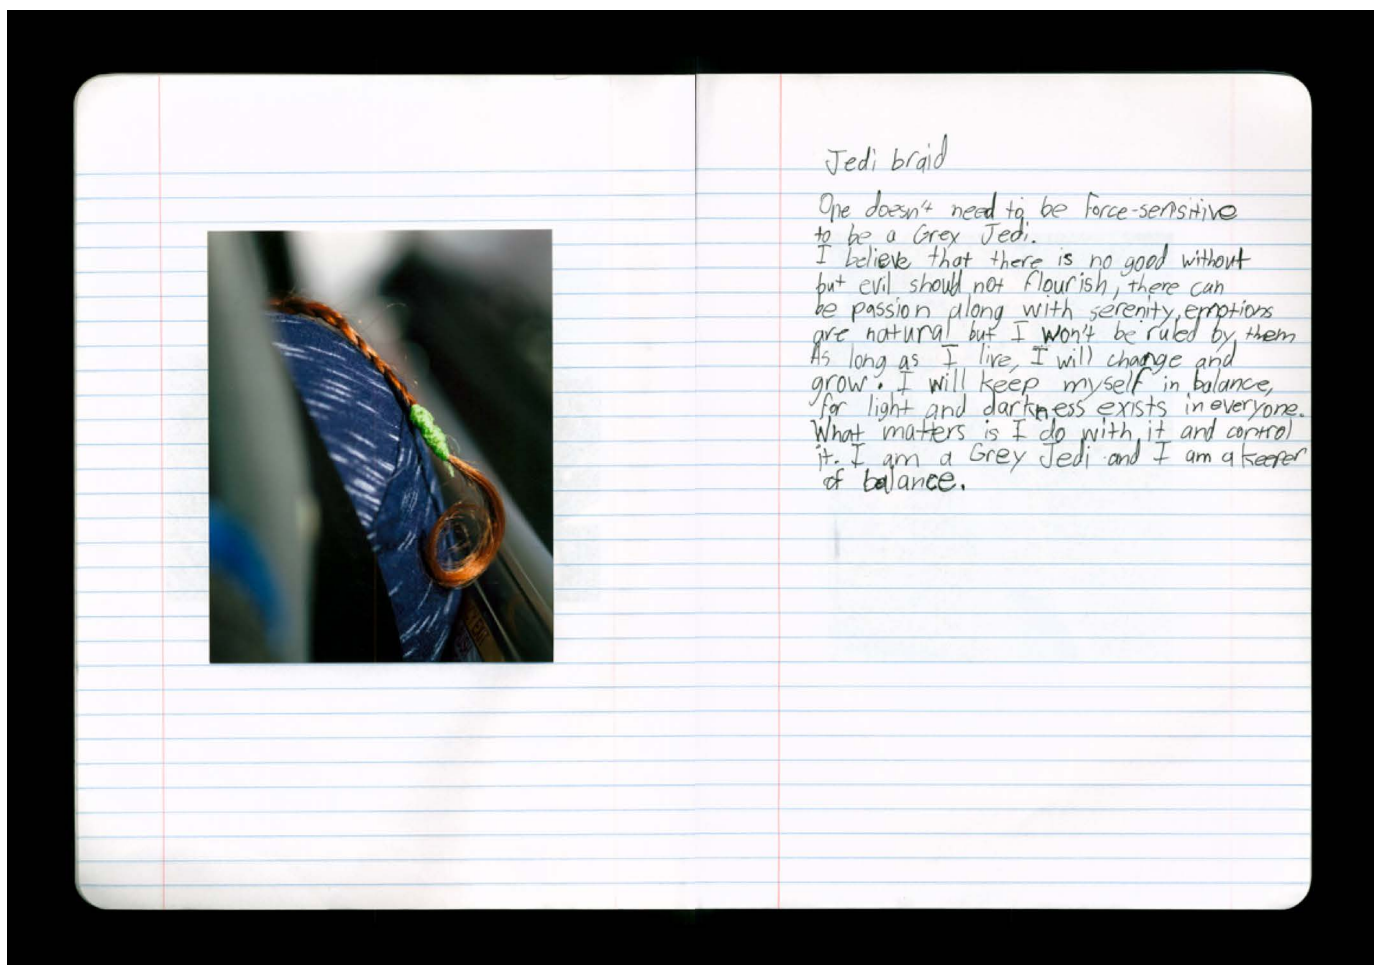 Jedi braid
One doesn't need to be Force-sensitive
to be a Grey Jedi.
I believe that there is no good without
but evil should not flourish, there can
be passion along with serenity, emotions
are natural but I won't be ruled by them
As long as I live, I will change and
grow. I will keep myself in balance,
for light and darkness exists in everyone.
What matters is I do with it and control
it. I am a Grey Jedi and I am a keeper
of balance.